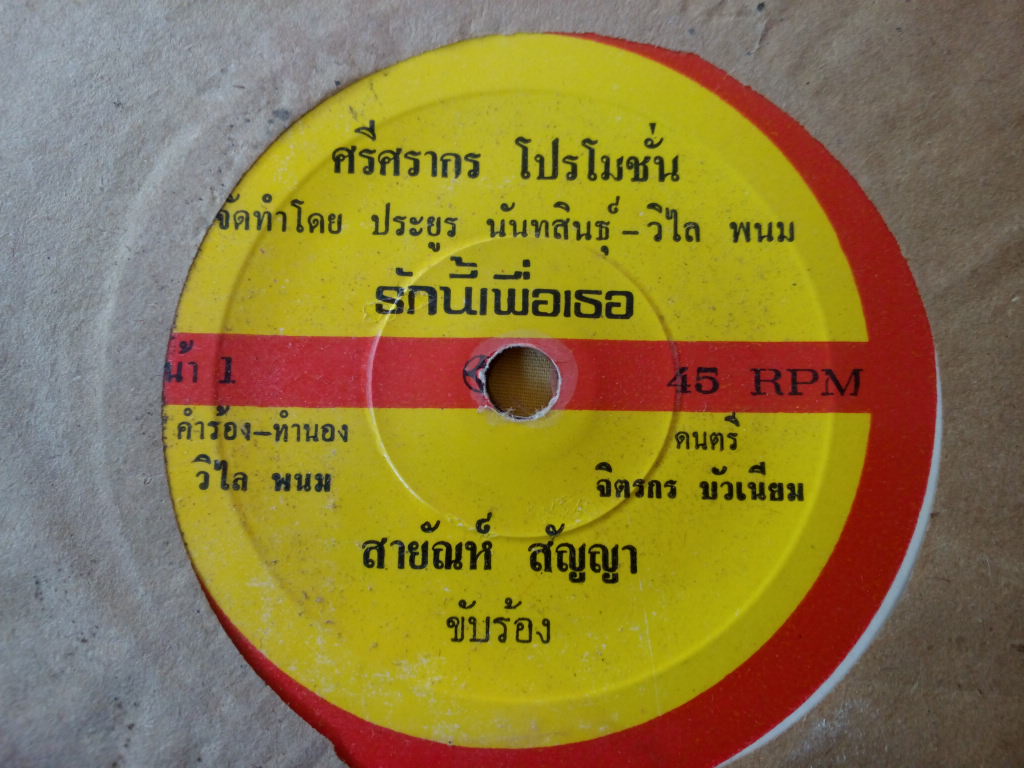 ศรีศรากร โปรโมชั่น
จัดทำโดย ประยูร นันทสินธุ์ - วิไล พนม
รักนี้เพื่อเธอ
น้า 1 45 RPM
คำร้อง-ทำนอง ดนตรี
วิไล พนม จิตรกร บัวเนียม
สายัณห์ สัญญา
ขับร้อง